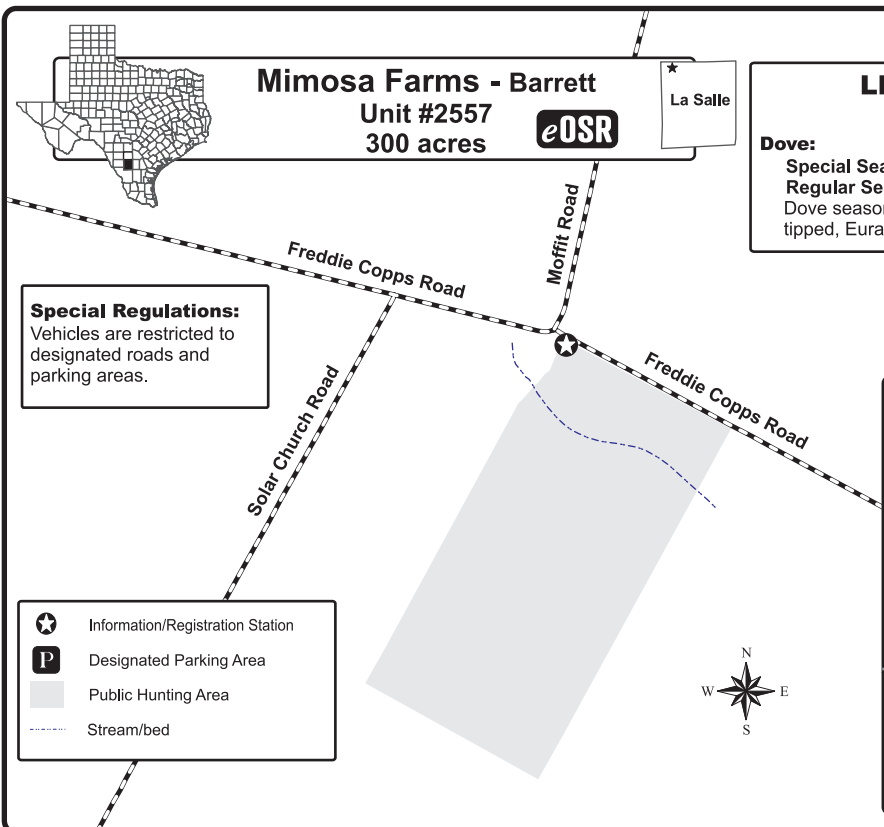 Mimosa Farms - Barrett
Unit #2557
300 acres
eOSR
La Salle
Dove:
Special Sea
Regular Se
Dove season
tipped, Eura
Moffit Road
Freddie Copps Road
Special Regulations:
Vehicles are restricted to
designated roads and
parking areas.
Solar Church Road
Freddie Copps Road
Information/Registration Station
P
Designated Parking Area
Public Hunting Area
Stream/bed
N
W
E
S